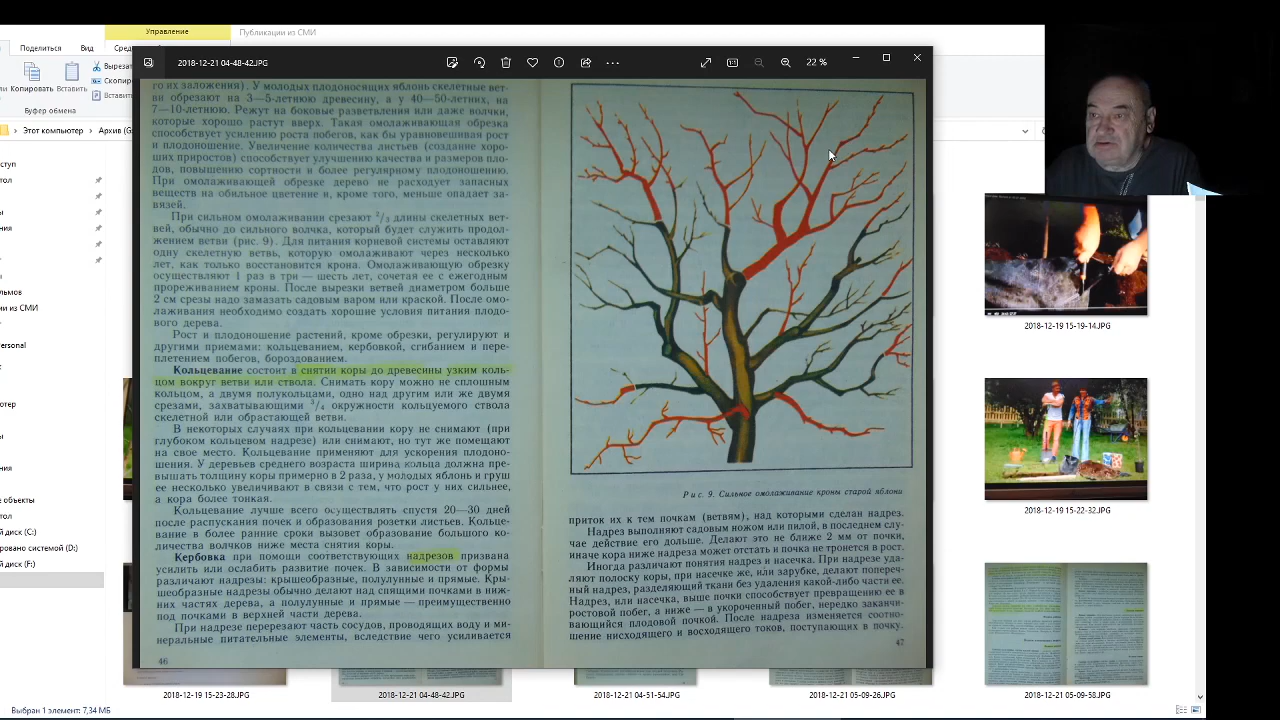 Управление
Публикации из СМИ
Поделиться
Вид
Копировать
Вставить
Буфер обмена
Этот компьютер
2018-12-21 04-48-42.JPG
22 %
го их заложения). У молодых плодоносящих яблонь скелетные вет-
ви обрезают на 3—5-летнюю древесину, а у 40—50-летних, на
7—10-летнюю. Режут на боковые разветвления или даже волчки,
которые хорошо растут вверх. Такая омолаживающая обрезка
способствует усилению роста побегов, как бы уравновешивая рост
и плодоношение. Увеличение количества листьев (создание хоро-
ших приростов) способствует улучшению качества и размеров пло-
дов, повышению сортности и более регулярному плодоношению.
При омолаживающей обрезке дерево не расходует запасных
веществ на обильное цветение и, кроме того, меньше опадает за-
вязей.
При сильном омолаживании срезают 2/3 длины скелетных вет-
вей, обычно до сильного волчка, который будет служить продол-
жением ветви (рис. 9). Для питания корневой системы оставляют
одну скелетную ветвь, которую омолаживают через несколько
лет, как только восстановится крона. Омолаживающую обрезку
осуществляют 1 раз в три — шесть лет, сочетая ее с ежегодным
прореживанием кроны. После вырезки ветвей диаметром больше
2 см срезы надо замазать садовым варом или краской. После омо-
лаживания необходимо создать хорошие условия питания плодо-
вого дерева.
Рост и плодоношение растений, кроме обрезки, регулируют и
другими приемами: кольцеванием, кербовкой, сгибанием и пере-
плетением побегов, бороздованием.
Кольцевание состоит в снятии коры до древесины узким коль-
цом вокруг ветви или ствола. Снимать кору можно не сплошным
кольцом, а двумя полукольцами, одно над другим или же двумя
срезами, захватывающими 3/4 окружности кольцуемого ствола
скелетной или обрастающей ветви.
В некоторых случаях при кольцевании кору не снимают (при
глубоком кольцевом надрезе) или снимают, но тут же помещают
на свое место. Кольцевание применяют для ускорения плодоно-
шения. У деревьев среднего возраста ширина кольца должна пре-
вышать толщину коры примерно в 2 раза, у молодых яблонь и груш
ее несколько увеличивают в связи с тем, что рост у них сильнее,
а кора более тонкая.
Кольцевание лучше всего осуществлять спустя 20—30 дней
после распускания почек и образования розетки листьев. Кольце-
вание в более ранние сроки вызовет образование большого ко-
личества волчков ниже места снятия коры.
Кербовка при помощи соответствующих надрезов призвана
усилить или ослабить развитие почек. В зависимости от формы
различают надрезы: крышеобразные, полулунные и прямые. Кры-
шеобразные надрезы обычно делают над спящими почками в ниж-
них частях дерева, а полулунные и прямые — преимущественно
под почками в верхней части дерева.
При надрезе перерезают часть сосудов, проводящих воду и ми-
неральные питательные элементы, вследствие чего усиливается
46
Рис. 9. Сильное омолаживание кроны старой яблони
приток их к тем почкам (ветвям), над которыми сделан надрез.
Надрез выполняют садовым ножом или пилой, в последнем слу-
чае действие его дольше. Делают это не ближе 2 мм от почки,
иначе кора ниже надреза может отстать и почка не тронется в рост.
Иногда различают понятия надрез и насечка. При надрезе уда-
ляют полоску коры, при насечке же, или зарубке, делают попереч-
ный надрез, разделяющий ткани без удаления какой-либо части ее.
Надрез, или насечка, выше почки способствует превращению ее в
ростовой побег, а ниже — в укороченный побег, нередко заканчи-
вающийся плодовой почкой. После надреза изменяется соотно-
шение нисходящего и восходящего токов, поступающих в почку.
47
2018-12-19 15-19-14.JPG
2018-12-19 15-22-32.JPG
2018-12-19 15-23-28.JPG
2018-12-21 04-48-42.JPG
2018-12-21 04-51-54.JPG
2018-12-21 05-09-26.JPG
2018-12-21 05-09-58.JPG
Выбран 1 элемент: 7,34 МБ